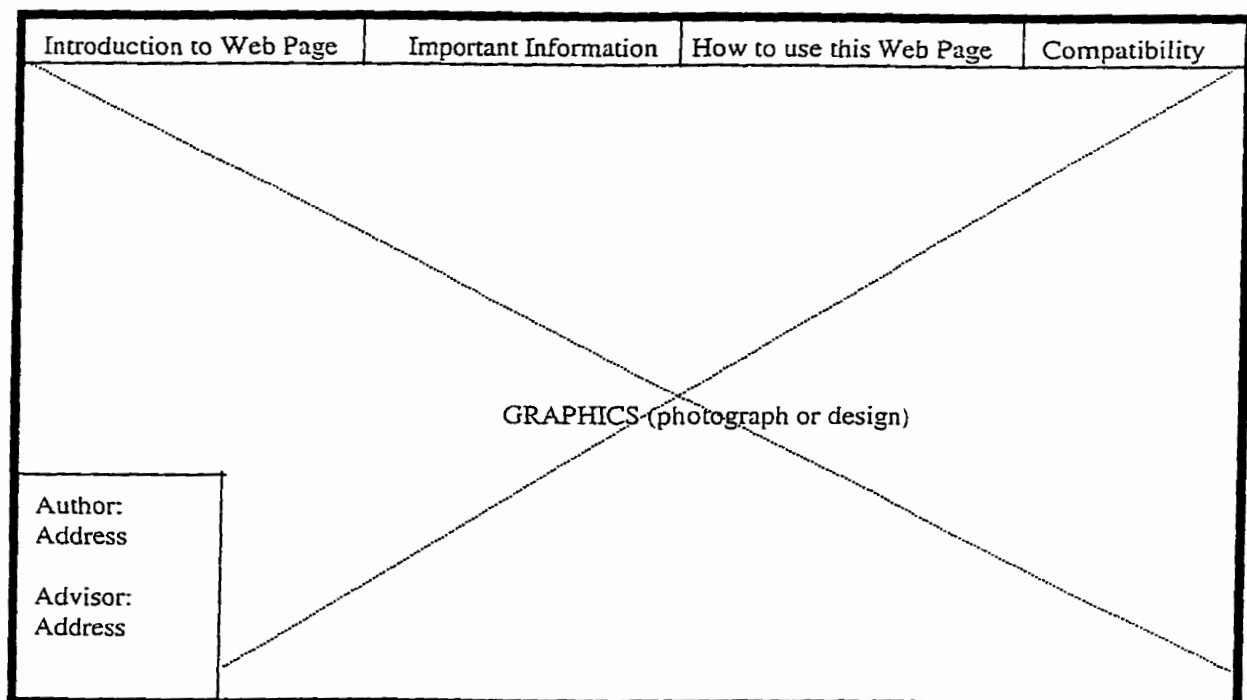 Introduction to Web Page
Important Information
How to use this Web Page
Compatibility
GRAPHICS (photograph or design)
Author:
Address
Advisor:
Address